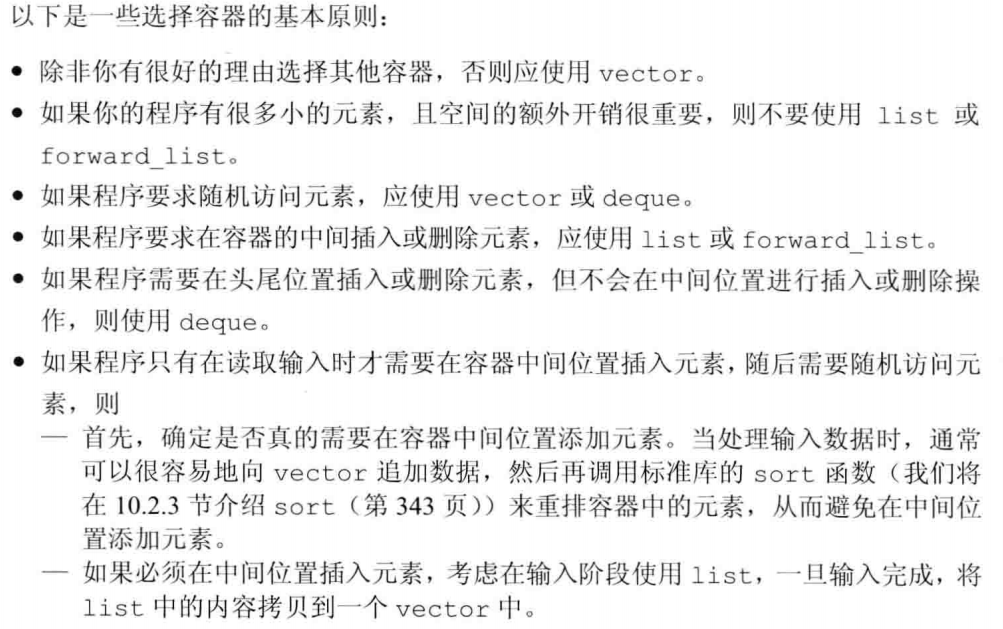 以下是一些选择容器的基本原则：
● 除非你有很好的理由选择其他容器，否则应使用 vector。
● 如果你的程序有很多小的元素，且空间的额外开销很重要，则不要使用 list 或
forward_list。
● 如果程序要求随机访问元素，应使用 vector 或 deque。
● 如果程序要求在容器的中间插入或删除元素，应使用 list 或 forward_list。
● 如果程序需要在头尾位置插入或删除元素，但不会在中间位置进行插入或删除操
作，则使用 deque。
● 如果程序只有在读取输入时才需要在容器中间位置插入元素，随后需要随机访问元
素，则
— 首先，确定是否真的需要在容器中间位置添加元素。当处理输入数据时，通常
可以很容易地向 vector 追加数据，然后再调用标准库的 sort 函数（我们将
在 10.2.3 节介绍 sort（第 343 页））来重排容器中的元素，从而避免在中间位
置添加元素。
— 如果必须在中间位置插入元素，考虑在输入阶段使用 list，一旦输入完成，将
list 中的内容拷贝到一个 vector 中。